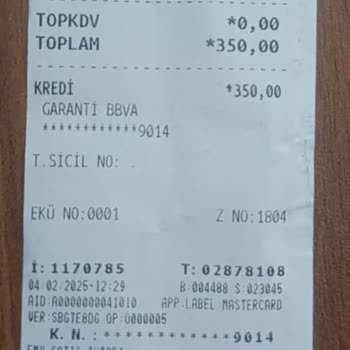 TOPKDV *0,00
TOPLAM *350,00
KREDİ *350,00
GARANTİ BBVA
************9014
T.SİCİL NO: .
EKÜ NO:0001 Z NO:1804
İ: 1170785 T: 02878108
04/02/2025-12:29 B:004488 S:023045
AID:A0000000041010 APP.LABEL:MASTERCARD
VER:SBGTE8DG OP:U000005
K. N. : ************9014